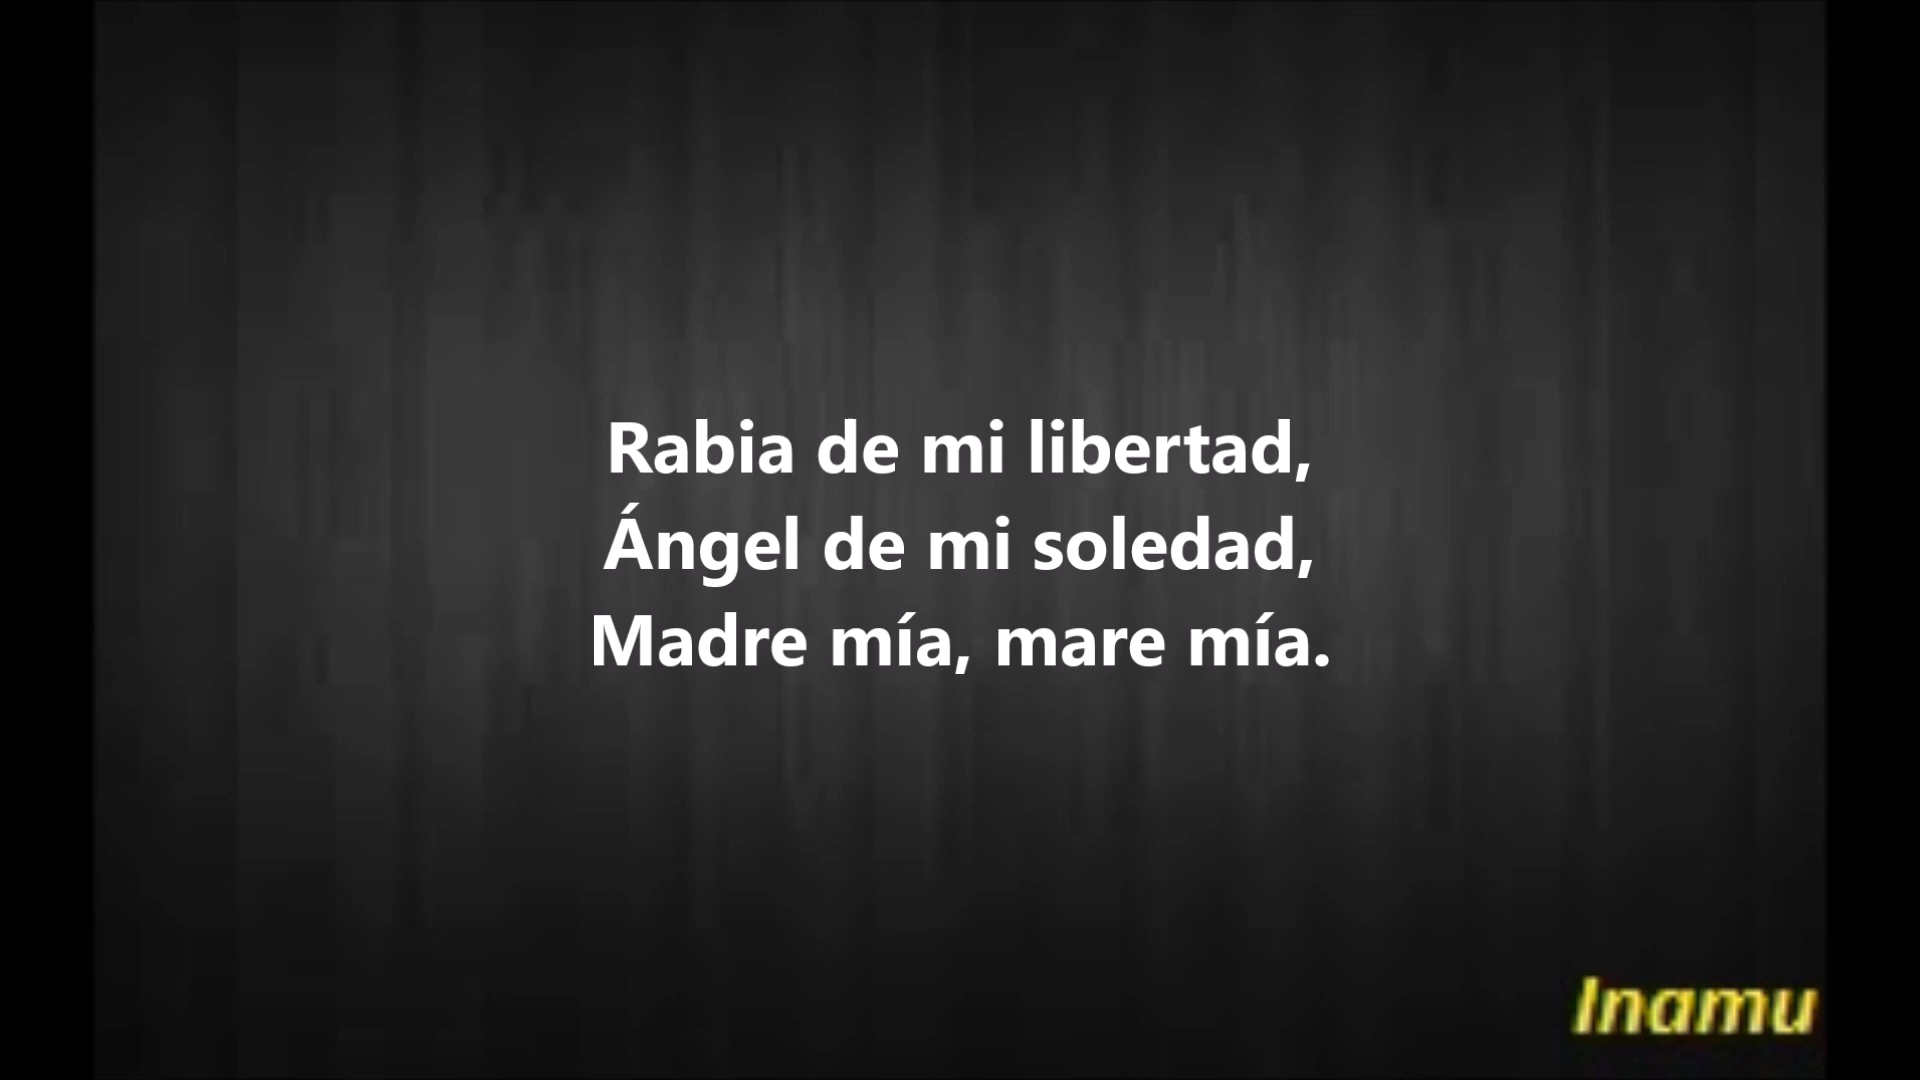 Rabia de mi libertad,
Ángel de mi soledad,
Madre mía, mare mía.
Inamu